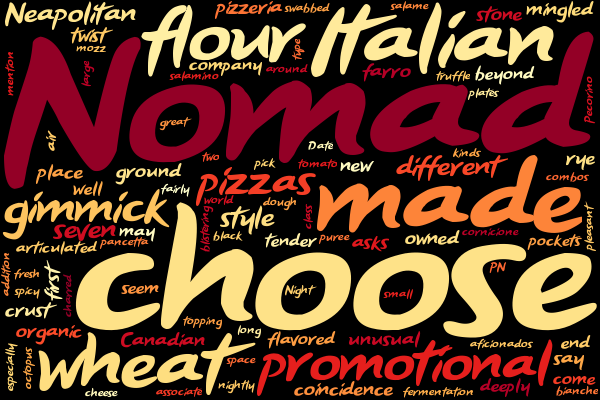 Neapolitan
pizzeria swabbed
salame
stone
mingled
twist
mozz
flour Italian
type
company
around
farro
truffle beyond
mention
large
salamino
plates
Pecorino
Nomad
great
air
Date
two
pick
tomato new
kinds
different
rye
combos
place
ground
well
fairly
pizzas
world
dough
class
made
gimmick
style
seven may
blistering
black
tender puree asks owned
cornicione
pockets
pleasant
articulated pancetta
choose
addition
fresh
first
spicy
charred
seem
Night
small
PN
crust
topping
organic
Canadian
long
flavored
unusual
aficionados
end
say
especially
octopus
wheat
space
promotional
come
cheese
associate
nightly
coincidence
fermentation
deeply
bianche